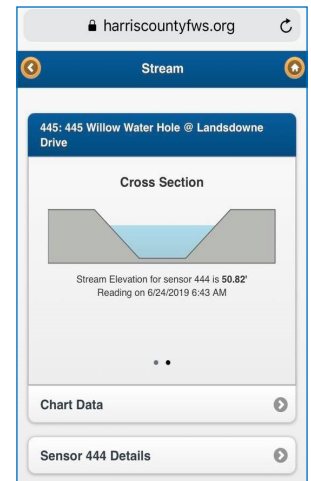 harriscountyfws.org
Stream
445: 445 Willow Water Hole @ Landsdowne
Drive
Cross Section
Stream Elevation for sensor 444 is 50.82'
Reading on 6/24/2019 6:43 AM
Chart Data
Sensor 444 Details